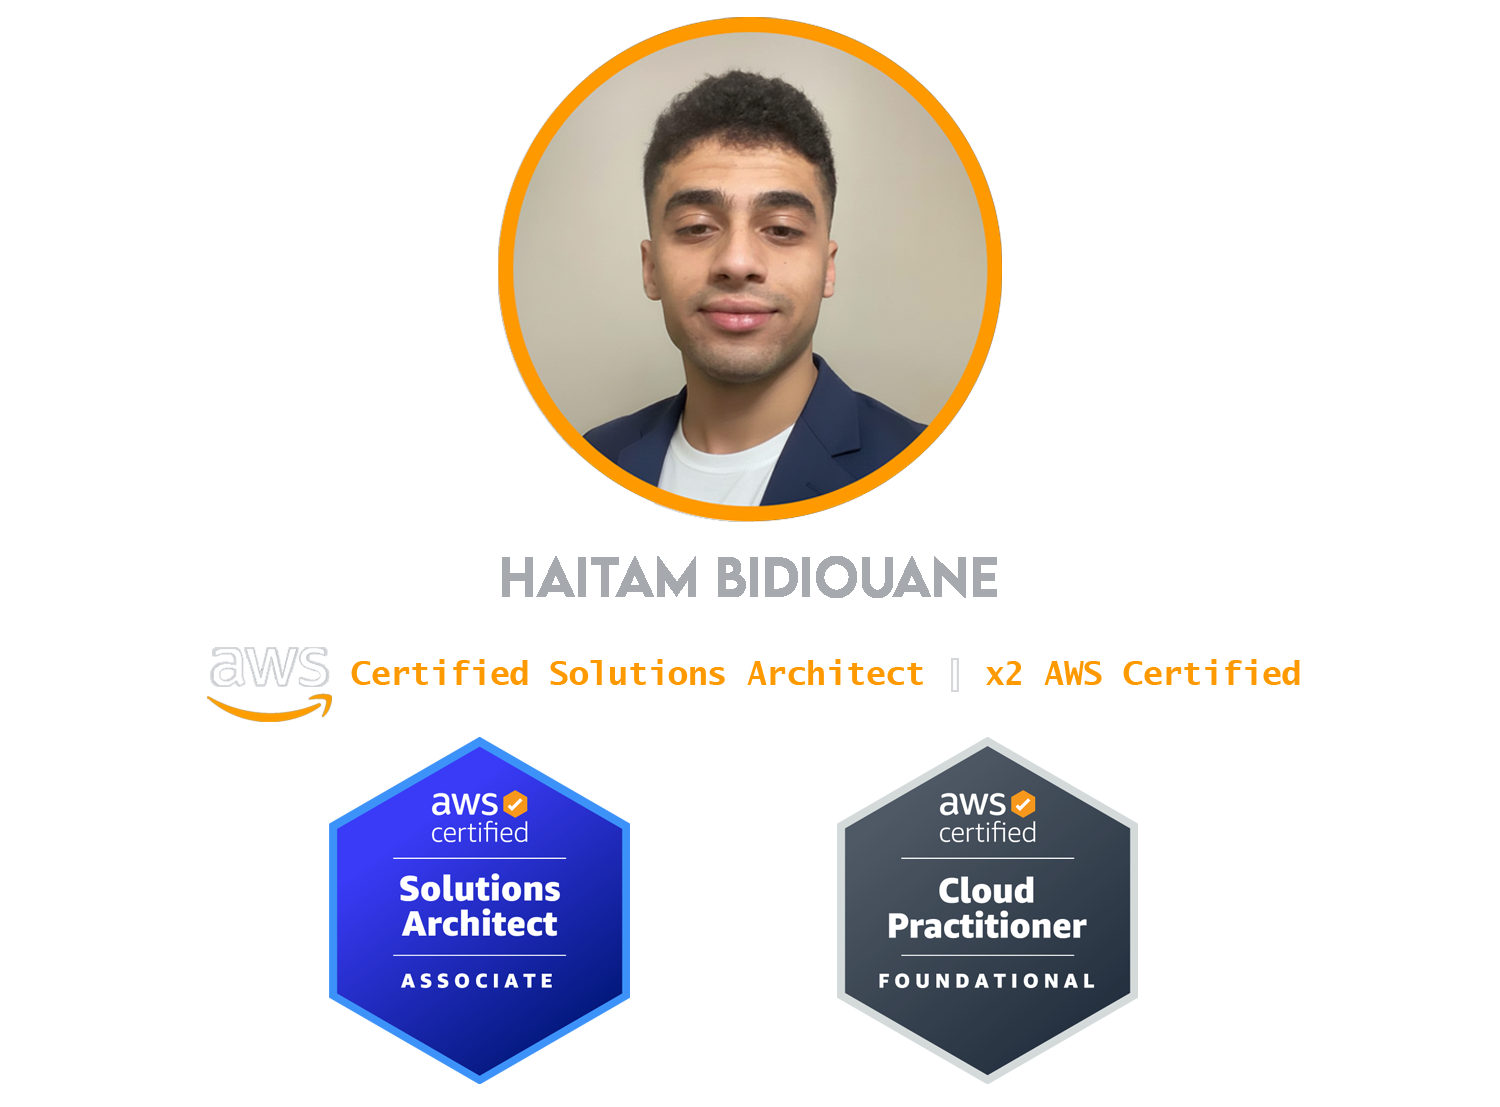 HAITAM BIDIOUANE
aws Certified Solutions Architect | x2 AWS Certified
aws
certified
Solutions
Architect
ASSOCIATE
aws
certified
Cloud
Practitioner
FOUNDATIONAL